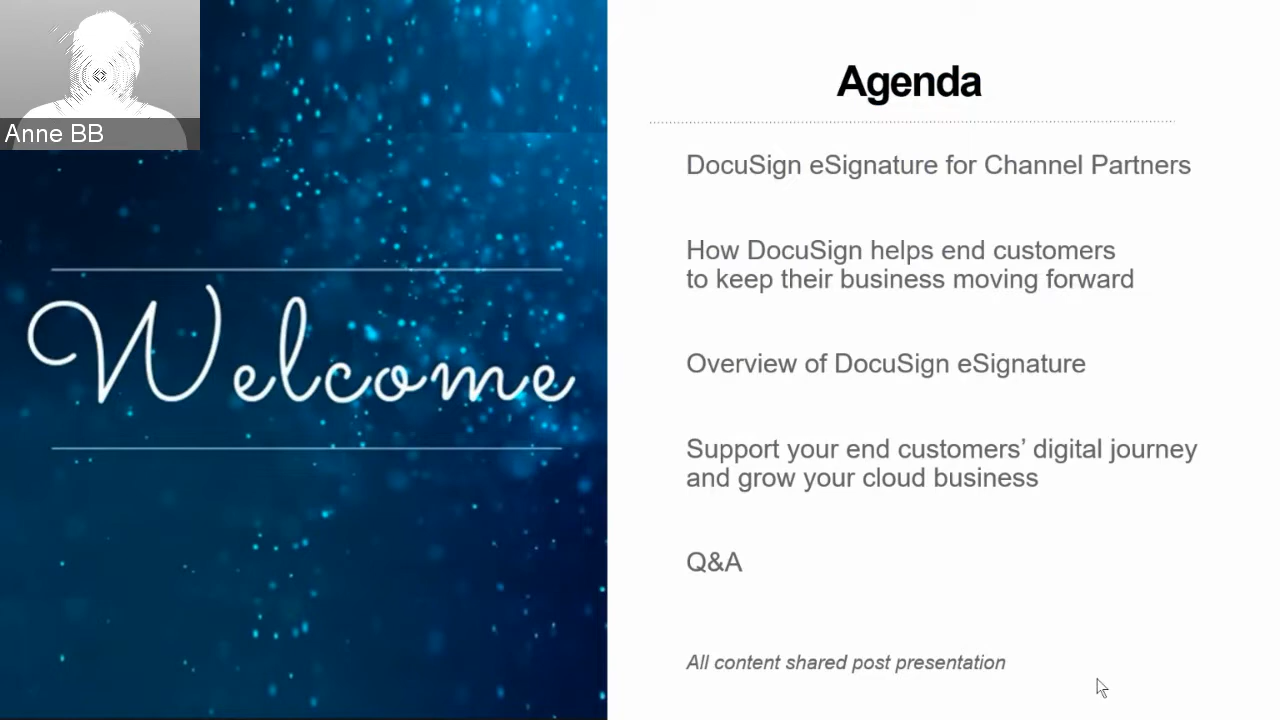 Anne BB
Welcome
Agenda
DocuSign eSignature for Channel Partners
How DocuSign helps end customers
to keep their business moving forward
Overview of DocuSign eSignature
Support your end customers’ digital journey
and grow your cloud business
Q&A
All content shared post presentation